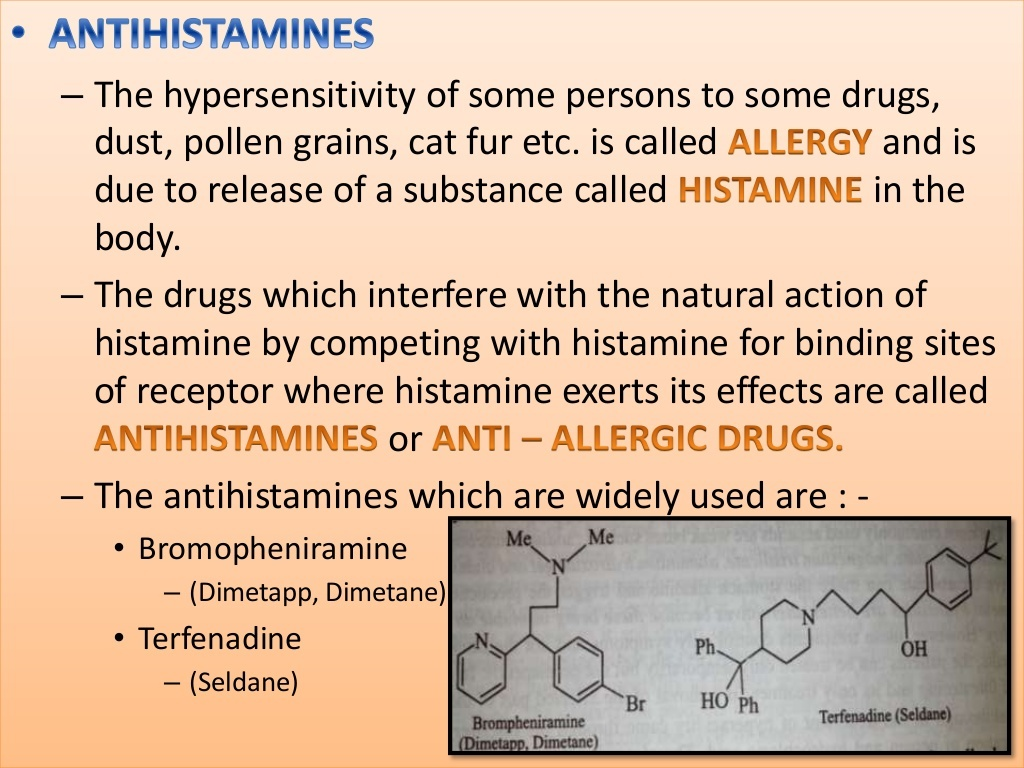 • ANTIHISTAMINES
– The hypersensitivity of some persons to some drugs,
dust, pollen grains, cat fur etc. is called ALLERGY and is
due to release of a substance called HISTAMINE in the
body.
– The drugs which interfere with the natural action of
histamine by competing with histamine for binding sites
of receptor where histamine exerts its effects are called
ANTIHISTAMINES or ANTI – ALLERGIC DRUGS.
– The antihistamines which are widely used are : -
• Bromopheniramine
– (Dimetapp, Dimetane)
• Terfenadine
– (Seldane)
Me Me
N
N
Br
Brompheniramine
(Dimetapp, Dimetane)
N
Ph
OH
HO Ph
Terfenadine (Seldane)